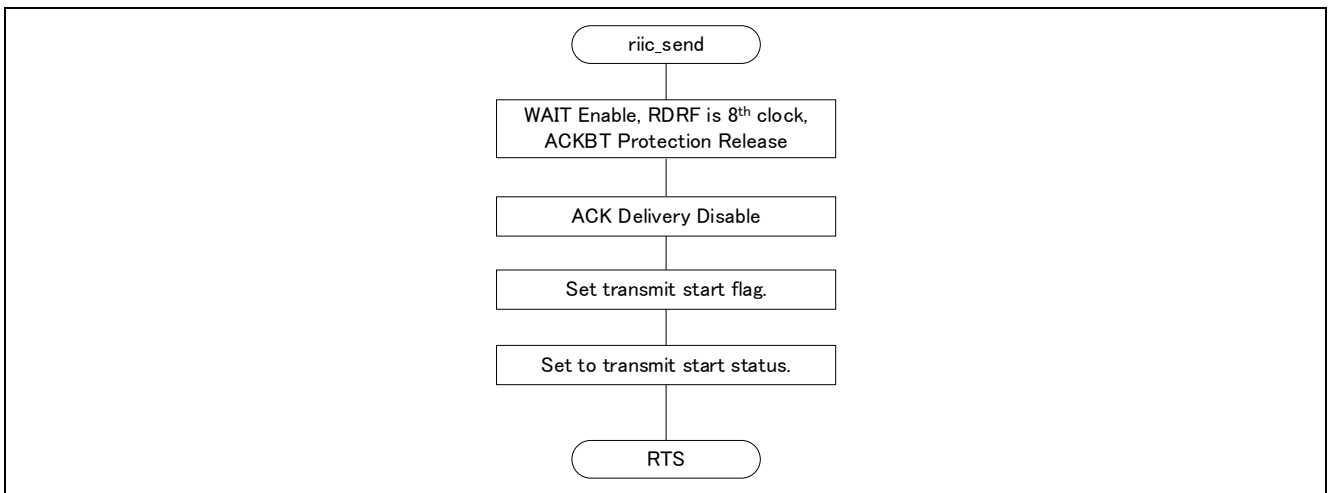 riic_send
WAIT Enable, RDRF is 8th clock,
ACKBT Protection Release
ACK Delivery Disable
Set transmit start flag.
Set to transmit start status.
RTS